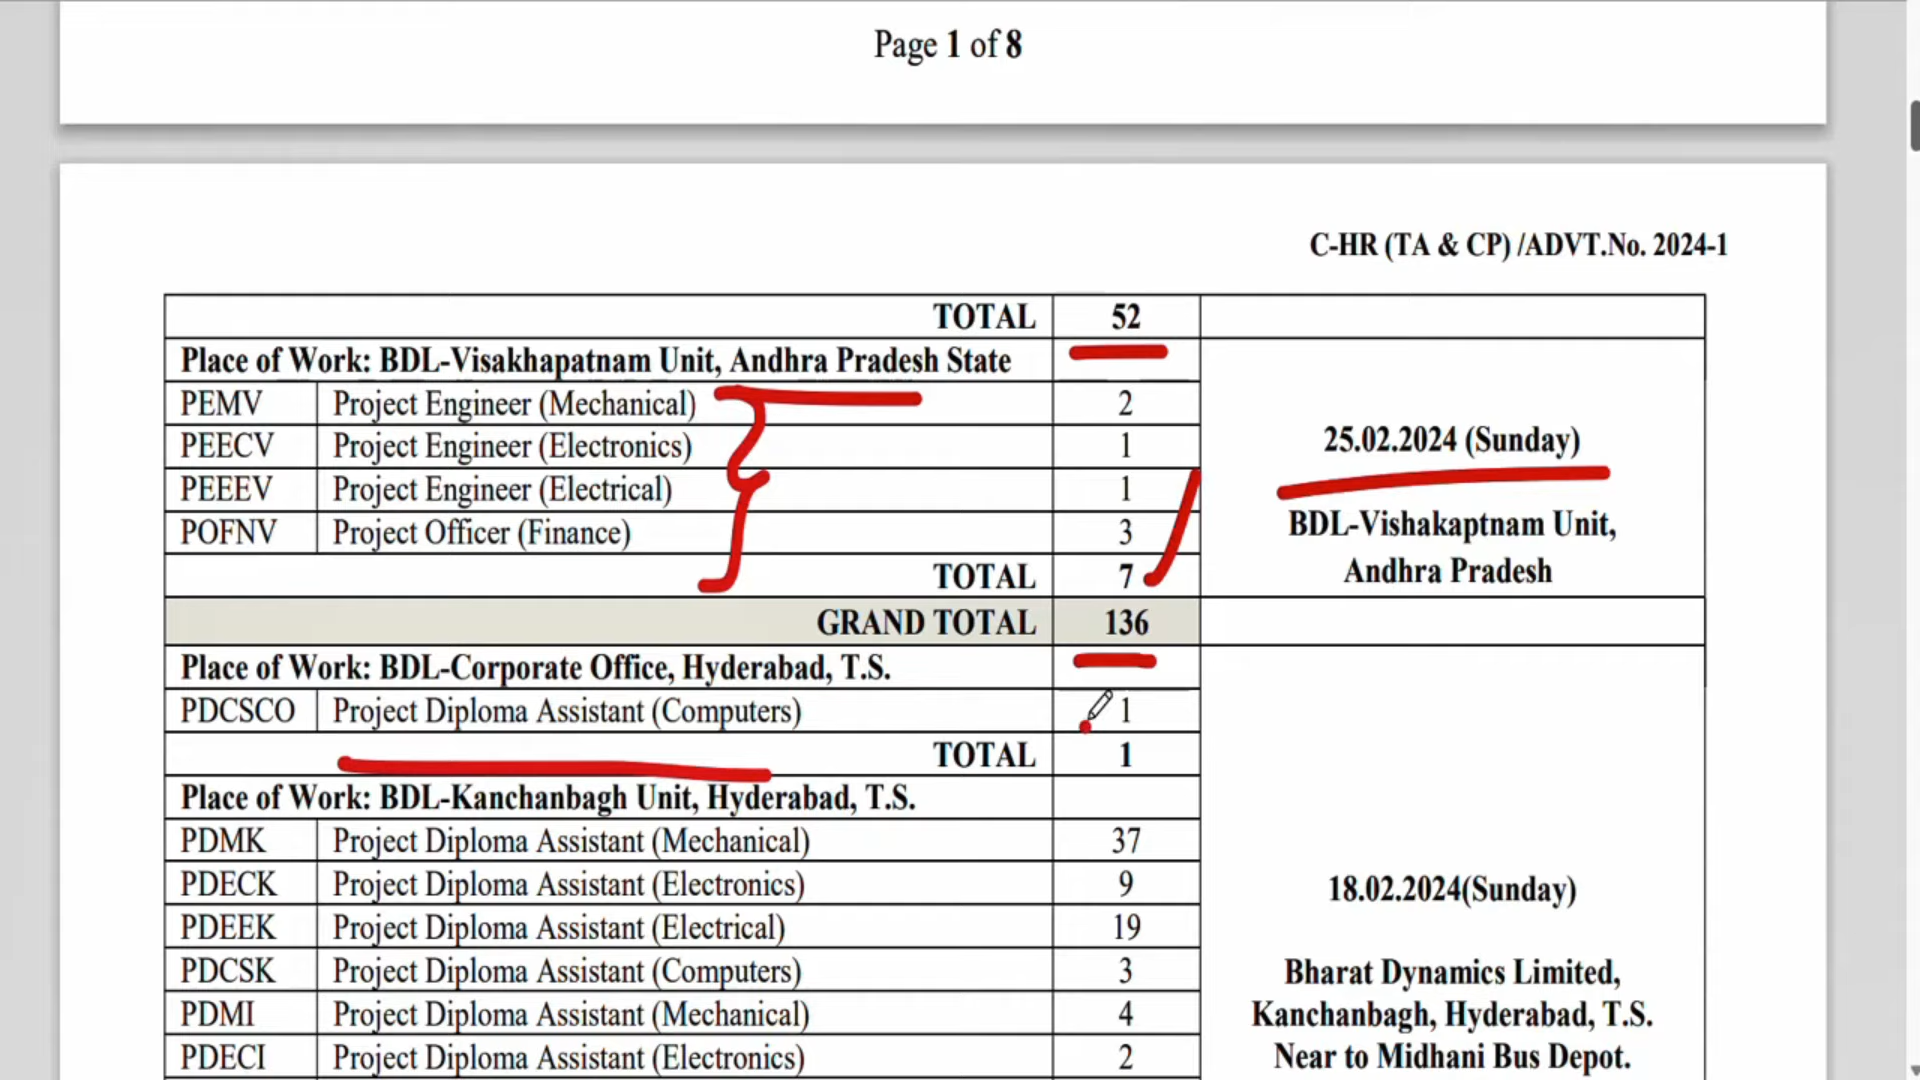 Page 1 of 8
C-HR (TA & CP) /ADVT.No. 2024-1
TOTAL 52
Place of Work: BDL-Visakhapatnam Unit, Andhra Pradesh State
PEMV Project Engineer (Mechanical) 2
PEECV Project Engineer (Electronics) 1
PEEEV Project Engineer (Electrical) 1
POFNV Project Officer (Finance) 3
TOTAL 7
25.02.2024 (Sunday)
BDL-Vishakaptnam Unit,
Andhra Pradesh
GRAND TOTAL 136
Place of Work: BDL-Corporate Office, Hyderabad, T.S.
PDCSCO Project Diploma Assistant (Computers) 1
TOTAL 1
Place of Work: BDL-Kanchanbagh Unit, Hyderabad, T.S.
PDMK Project Diploma Assistant (Mechanical) 37
PDECK Project Diploma Assistant (Electronics) 9
PDEEK Project Diploma Assistant (Electrical) 19
PDCSK Project Diploma Assistant (Computers) 3
PDMI Project Diploma Assistant (Mechanical) 4
PDECI Project Diploma Assistant (Electronics) 2
18.02.2024(Sunday)
Bharat Dynamics Limited,
Kanchanbagh, Hyderabad, T.S.
Near to Midhani Bus Depot.